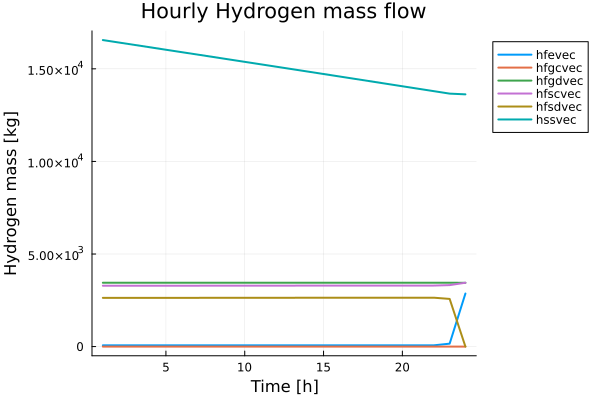 Hourly Hydrogen mass flow
Hydrogen mass [kg]
1.50×10⁴
1.00×10⁴
5.00×10³
0
5 10 15 20
Time [h]
hfevec
hfgcvec
hfgdvec
hfscvec
hfsdvec
hssvec